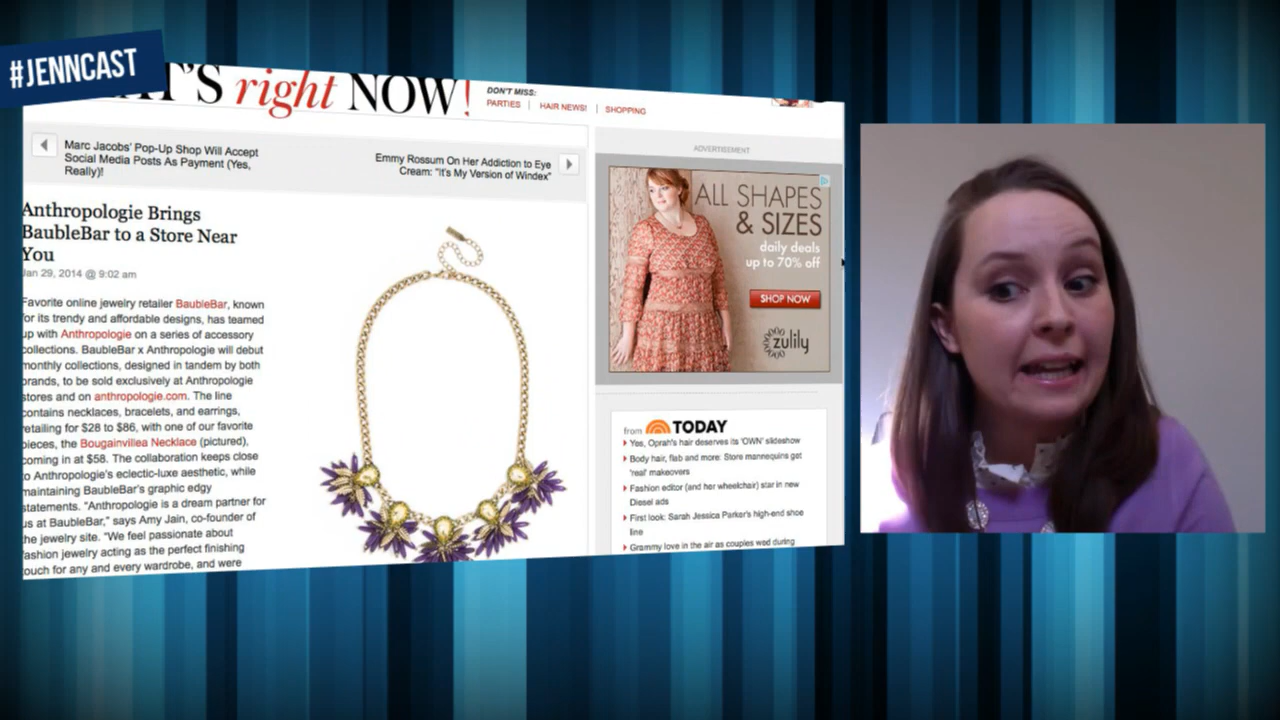 #JENNCAST
'S right NOW!
DON'T MISS:
PARTIES | HAIR NEWS! | SHOPPING
Marc Jacobs' Pop-Up Shop Will Accept
Social Media Posts As Payment (Yes,
Really)!
Emmy Rossum On Her Addiction to Eye
Cream: "It's My Version of Windex"
Anthropologie Brings
BaubleBar to a Store Near
You
Jan 29, 2014 @ 9:02 am
Favorite online jewelry retailer BaubleBar, known
for its trendy and affordable designs, has teamed
up with Anthropologie on a series of accessory
collections. BaubleBar x Anthropologie will debut
monthly collections, designed in tandem by both
brands, to be sold exclusively at Anthropologie
stores and on anthropologie.com. The line
contains necklaces, bracelets, and earrings,
retailing for $28 to $86, with one of our favorite
pieces, the Bougainvillea Necklace (pictured),
coming in at $58. The collaboration keeps close
to Anthropologie's eclectic-luxe aesthetic, while
maintaining BaubleBar's graphic edgy
statements. "Anthropologie is a dream partner for
us at BaubleBar," says Amy Jain, co-founder of
the jewelry site. "We feel passionate about
fashion jewelry acting as the perfect finishing
touch for any and every wardrobe, and were
ADVERTISEMENT
ALL SHAPES
& SIZES
daily deals
up to 70% off
SHOP NOW
zulily
from TODAY
Yes, Oprah's hair deserves its 'OWN' slideshow
Body hair, flab and more: Store mannequins get
'real' makeovers
Fashion editor (and her wheelchair) star in new
Diesel ads
First look: Sarah Jessica Parker's high-end shoe
line
Grammy love in the air as couples wed during